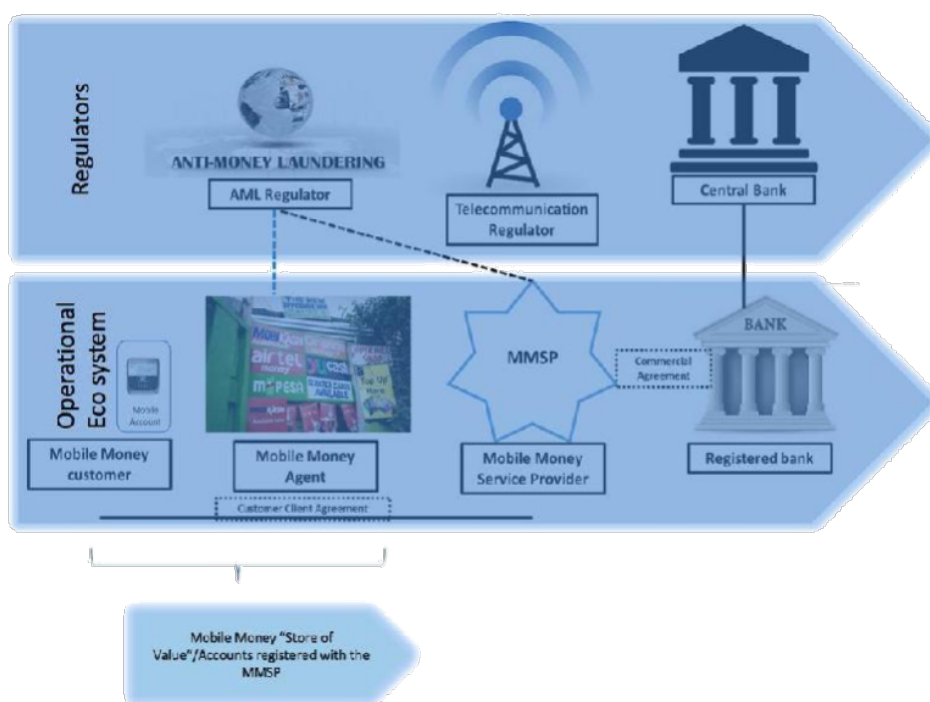 Regulators
ANTI-MONEY LAUNDERING
AML Regulator
Telecommunication
Regulator
Central Bank
Operational
Eco system
Mobile
Account
Mobile Money
customer
airtel
money
m-pesa
Mobile Money
Agent
MMSP
Mobile Money
Service Provider
Commercial
Agreement
BANK
Registered bank
Customer Client Agreement
Mobile Money "Store of
Value"/Accounts registered with the
MMSP